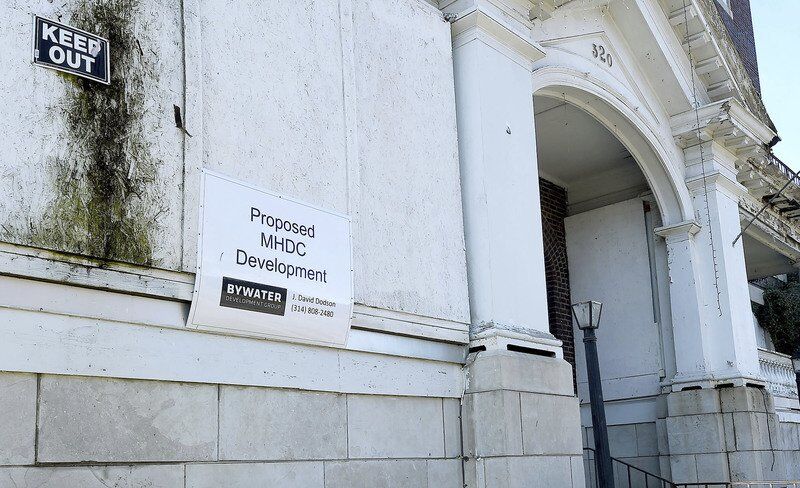 KEEP
OUT
320
Proposed
MHDC
Development
BYWATER
DEVELOPMENT GROUP
J. David Dodson
(314) 808-2480